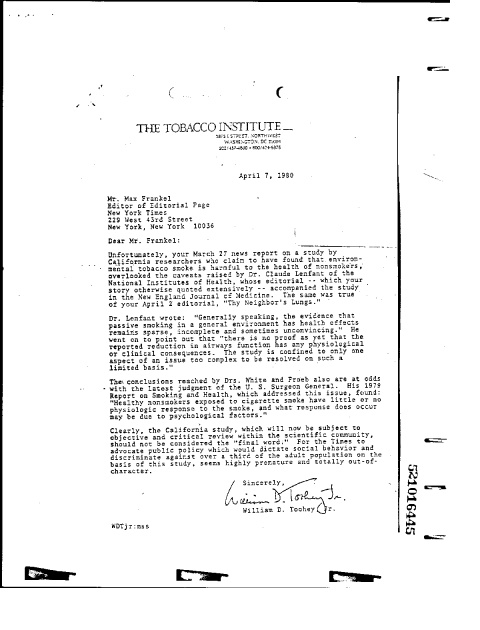 THE TOBACCO INSTITUTE
1875 I STREET, NORTHWEST
WASHINGTON, DC 20006
April 7, 1980
Mr. Max Frankel
Editor of Editorial Page
New York Times
229 West 43rd Street
New York, New York 10036
Dear Mr. Frankel:
Unfortunately, your March 27 news report on a study by
California researchers who claim to have found that environ-
mental tobacco smoke is harmful to the health of nonsmokers,
overlooked the caveats raised by Dr. Claude Lenfant of the
National Institutes of Health, whose editorial -- which your
story otherwise quoted extensively -- accompanied the study
in the New England Journal of Medicine. The same was true
of your April 2 editorial, "Thy Neighbor's Lungs."
Dr. Lenfant wrote: "Generally speaking, the evidence that
passive smoking in a general environment has health effects
remains sparse, incomplete and sometimes unconvincing." He
went on to point out that "there is no proof as yet that the
reported reduction in airways function has any physiological
or clinical consequences. The study is confined to only one
aspect of an issue too complex to be resolved on such a
limited basis."
The conclusions reached by Drs. White and Froeb also are at odds
with the latest judgment of the U. S. Surgeon General. His 1979
Report on Smoking and Health, which addressed this issue, found:
"Healthy nonsmokers exposed to cigarette smoke have little or no
physiologic response to the smoke, and what response does occur
may be due to psychological factors."
Clearly, the California study, which will now be subject to
objective and critical review within the scientific community,
should not be considered the "final word." For the Times to
advocate public policy which would dictate social behavior and
discriminate against over a third of the adult population on the
basis of this study, seems highly premature and totally out-of-
character.
Sincerely,
William D. Toohey Jr.
William D. Toohey Jr.
WDTjr:mss
521016445